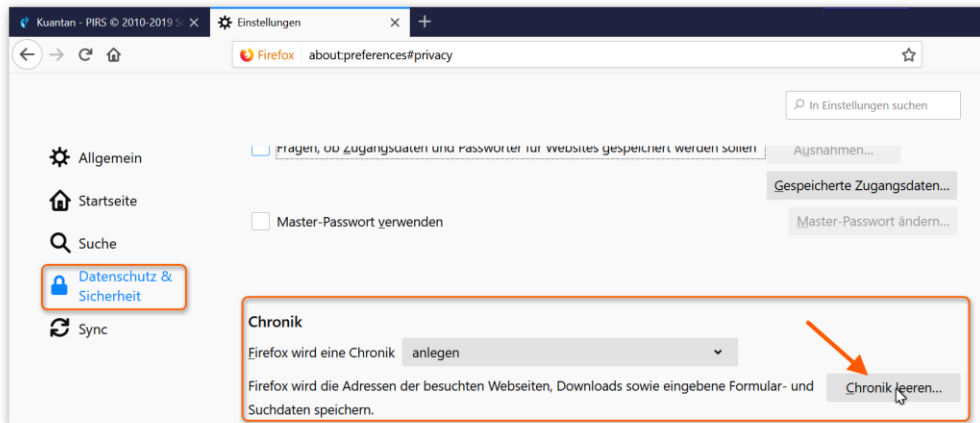 Kuantan - PIRS © 2010-2019 S
Einstellungen
Firefox about:preferences#privacy
In Einstellungen suchen
Allgemein
Startseite
Suche
Datenschutz &
Sicherheit
Sync
Fragen, ob Zugangsdaten und Passwörter für Websites gespeichert werden sollen
Ausnahmen...
Gespeicherte Zugangsdaten...
Master-Passwort verwenden
Master-Passwort ändern...
Chronik
Firefox wird eine Chronik anlegen
Firefox wird die Adressen der besuchten Webseiten, Downloads sowie eingebene Formular- und
Suchdaten speichern.
Chronik leeren...